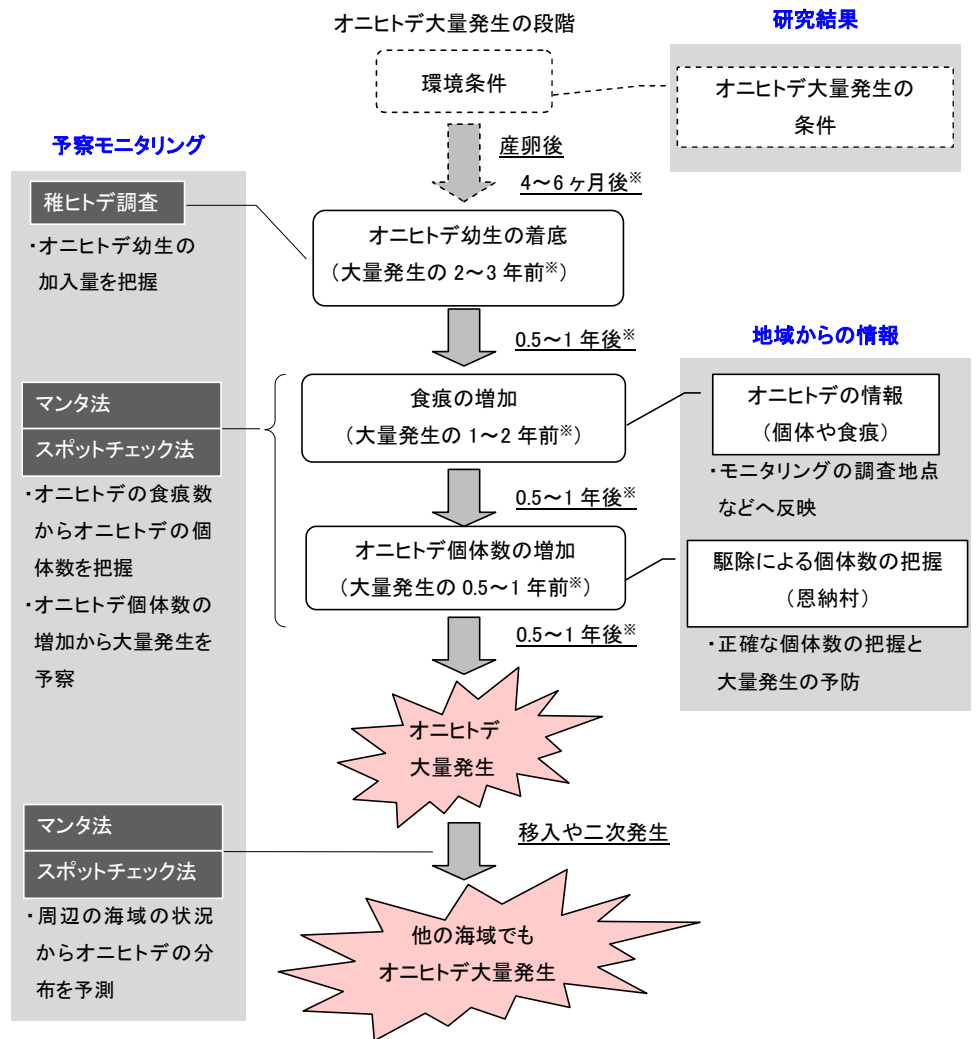 オニヒトデ大量発生の段階
研究結果
環境条件
オニヒトデ大量発生の
条件
産卵後
4～6ヶ月後※
予察モニタリング
稚ヒトデ調査
・オニヒトデ幼生の
加入量を把握
オニヒトデ幼生の着底
（大量発生の 2～3 年前※）
0.5～1 年後※
地域からの情報
マンタ法
スポットチェック法
・オニヒトデの食痕数
からオニヒトデの個
体数を把握
・オニヒトデ個体数の
増加から大量発生を
予察
食痕の増加
（大量発生の 1～2 年前※）
オニヒトデの情報
（個体や食痕）
・モニタリングの調査地点
などへ反映
0.5～1 年後※
オニヒトデ個体数の増加
（大量発生の 0.5～1 年前※）
駆除による個体数の把握
（恩納村）
・正確な個体数の把握と
大量発生の予防
0.5～1 年後※
オニヒトデ
大量発生
マンタ法
スポットチェック法
・周辺の海域の状況
からオニヒトデの分
布を予測
移入や二次発生
他の海域でも
オニヒトデ大量発生